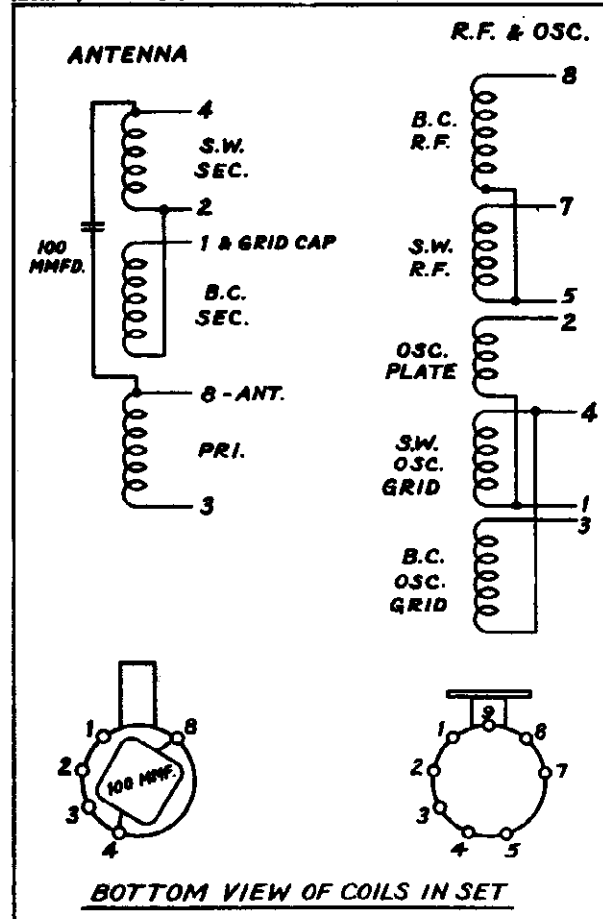 ANTENNA
4
S.W.
SEC.
2
100
MMFD.
1 & GRID CAP
B.C.
SEC.
8 - ANT.
PRI.
3
R.F. & OSC.
8
B.C.
R.F.
7
S.W.
R.F.
5
2
OSC.
PLATE
4
S.W.
OSC.
GRID
1
3
B.C.
OSC.
GRID
1
8
2
100 MMF.
3
4
9
1
8
2
7
3
4
5
BOTTOM VIEW OF COILS IN SET